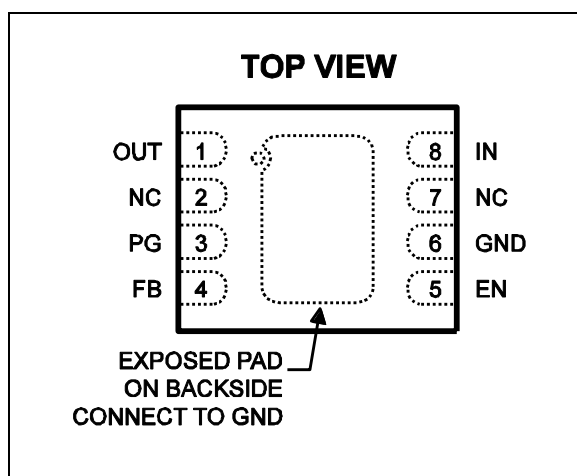 TOP VIEW
OUT 1 8 IN
NC 2 7 NC
PG 3 6 GND
FB 4 5 EN
EXPOSED PAD
ON BACKSIDE
CONNECT TO GND